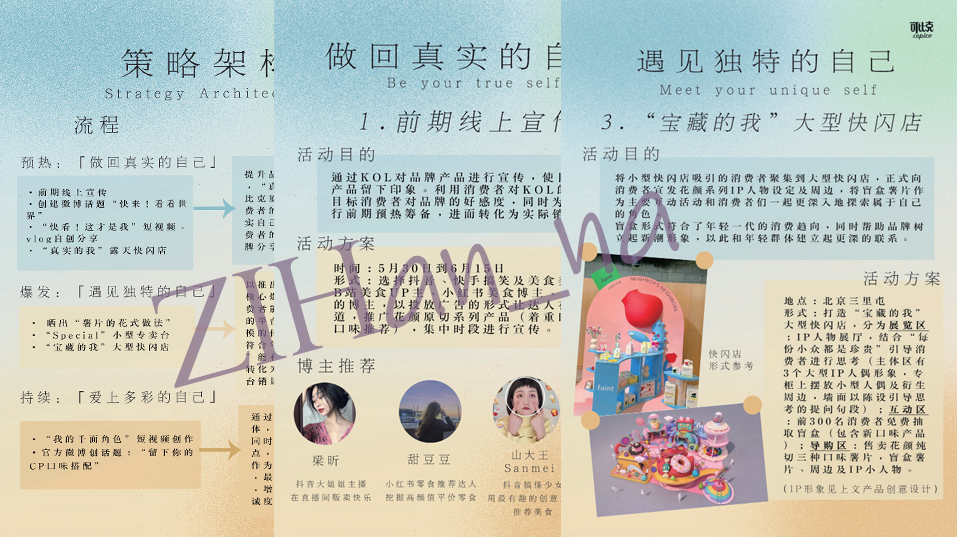 策略架构
Strategy Architec
流程
预热：「做回真实的自己」
• 前期线上宣传
• 创建微博话题“快来！看看世
界”
• “快看！这才是我”短视频、
vlog自创分享
• “真实的我”露天快闪店
提升品
，“真
比克原
费者的
实的自
费者的
牌分享
爆发：「遇见独特的自己」
• 晒出“薯片的花式做法”
• “Special”小型专卖台
• “宝藏的我”大型快闪店
以推出
核心爆
费者能
的平台
模的传
符合年
转化为
台销售
持续：「爱上多彩的自己」
• “我的千面角色”短视频创作
• 官方微博创话题：“留下你的
CP口味搭配”
通过
体，
同时
点，
作为
，最
增
诚度
做回真实的自
Be your true self
1.前期线上宣传
活动目的
通过KOL对品牌产品进行宣传，使目
产品留下印象。利用消费者对KOL的
目标消费者对品牌的好感度，同时为
行前期预热筹备，进而转化为实际销
活动方案
时间：5月30日到6月15日
形式：选择抖音、快手搞笑及美食类
B站美食UP主、小红书美食博主、
的博主，以投放广告的形式让达人
道，推广花颜原切系列产品（着重口
口味推荐），集中时段进行宣传。
博主推荐
梁昕
抖音大姐姐主播
在直播间贩卖快乐
甜豆豆
小红书零食推荐达人
挖掘高颜值平价零食
山大王
Sanmei
抖音搞怪少女
用最有趣的创意
推荐美食
可比克
copico
遇见独特的自己
Meet your unique self
3.“宝藏的我”大型快闪店
活动目的
将小型快闪店吸引的消费者聚集到大型快闪店，正式向
消费者宣发花颜系列IP人物设定及周边，将盲盒薯片作
为主要互动活动和消费者们一起更深入地探索属于自己
的角色。
盲盒形式符合了年轻一代的消费趋向，同时帮助品牌树
立起新潮形象，以此和年轻群体建立起更深的联系。
活动方案
地点：北京三里屯
形式：打造“宝藏的我”
大型快闪店，分为展览区
：IP人物展厅，结合“每
份小众都是珍贵”引导消
费者进行思考（主体区有
3个大型IP人偶形象，专
柜上摆放小型人偶及衍生
周边，墙面以陈设引导思
考的提问句段）；互动区
：前300名消费者免费抽
取盲盒（包含新口味产品
）；导购区：售卖花颜纯
切三种口味薯片，盲盒薯
片、周边及IP小人物。
(IP形象见上文产品创意设计)
快闪店
形式参考
faint
ZHan_na